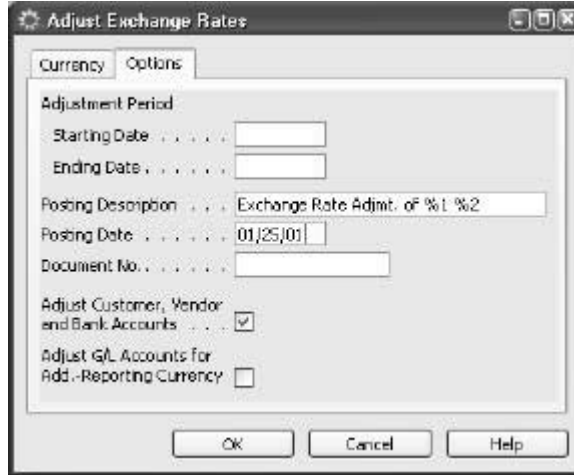 Adjust Exchange Rates
Currency Options
Adjustment Period
Starting Date . . . . .
Ending Date . . . . . .
Posting Description . . . Exchange Rate Adjmt. of %1 %2
Posting Date . . . . . . 01/25/01
Document No. . . . . . .
Adjust Customer, Vendor
and Bank Accounts . . .
Adjust G/L Accounts for
Add.-Reporting Currency
OK Cancel Help